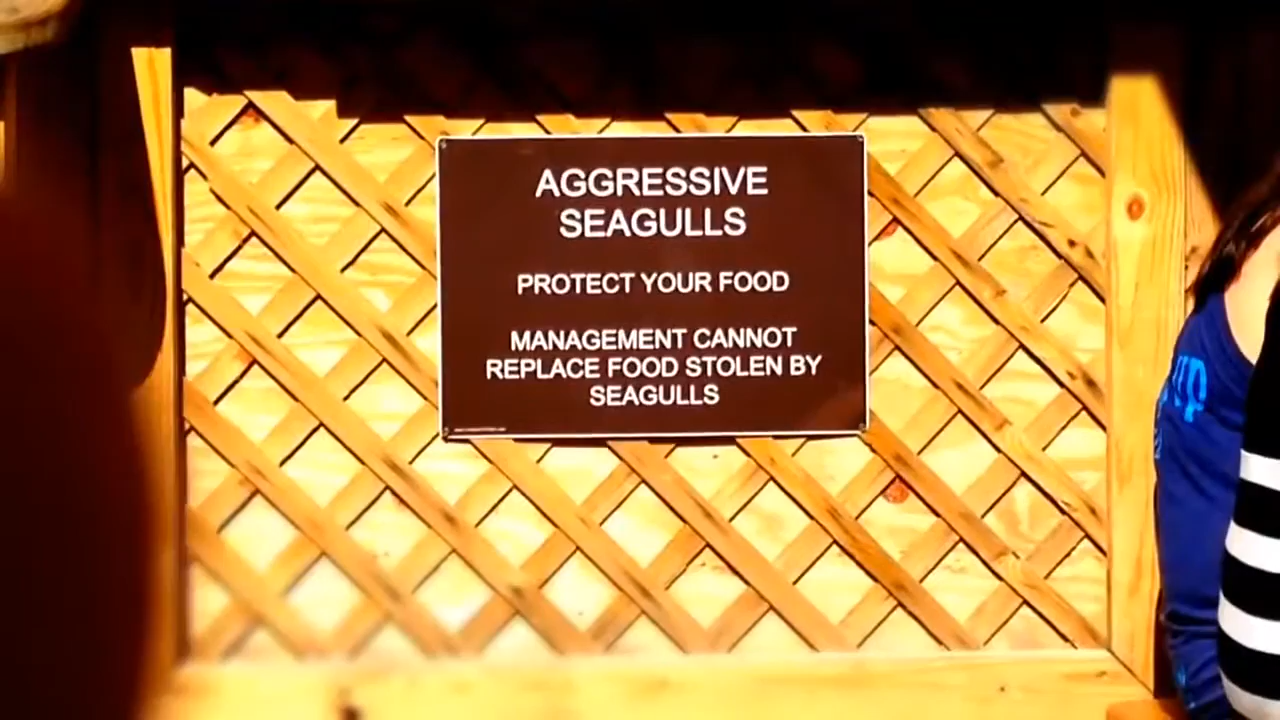 AGGRESSIVE
SEAGULLS
PROTECT YOUR FOOD
MANAGEMENT CANNOT
REPLACE FOOD STOLEN BY
SEAGULLS